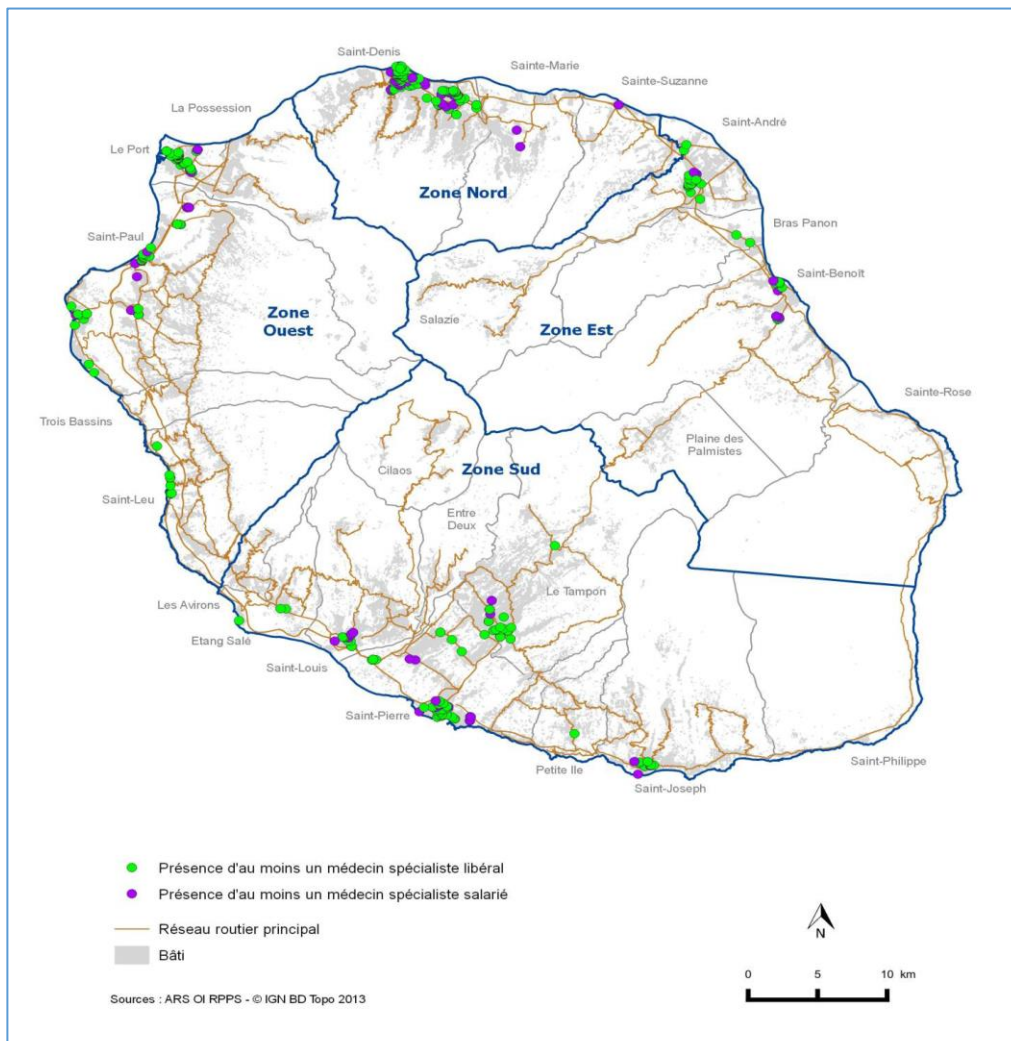 Saint-Denis
Sainte-Marie
Sainte-Suzanne
La Possession
Saint-André
Le Port
Zone Nord
Bras Panon
Saint-Paul
Saint-Benoît
Zone
Ouest
Salazie
Zone Est
Sainte-Rose
Trois Bassins
Plaine des
Palmistes
Cilaos
Zone Sud
Saint-Leu
Entre
Deux
Les Avirons
Le Tampon
Etang Salé
Saint-Louis
Saint-Pierre
Saint-Philippe
Petite Ile
Saint-Joseph
Présence d'au moins un médecin spécialiste libéral
Présence d'au moins un médecin spécialiste salarié
Réseau routier principal
Bâti
N
0 5 10 km
Sources : ARS OI RPPS - © IGN BD Topo 2013